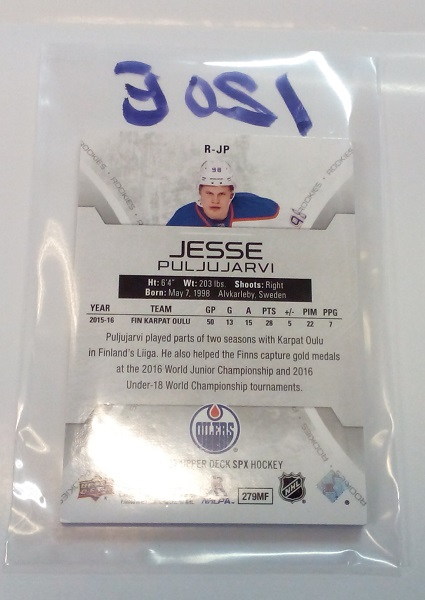 120 E
R-JP
ROOKIES • ROOKIES
98
JESSE
PULJUJARVI
Ht: 6'4" Wt: 203 lbs. Shoots: Right
Born: May 7, 1998 Alvkarleby, Sweden
YEAR TEAM GP G A PTS +/- PIM PPG
2015-16 FIN KARPAT OULU 50 13 15 28 5 22 7
Puljujarvi played parts of two seasons with Karpat Oulu
in Finland's Liiga. He also helped the Finns capture gold medals
at the 2016 World Junior Championship and 2016
Under-18 World Championship tournaments.
OILERS
UPPER DECK SPX HOCKEY
279MF
NHL